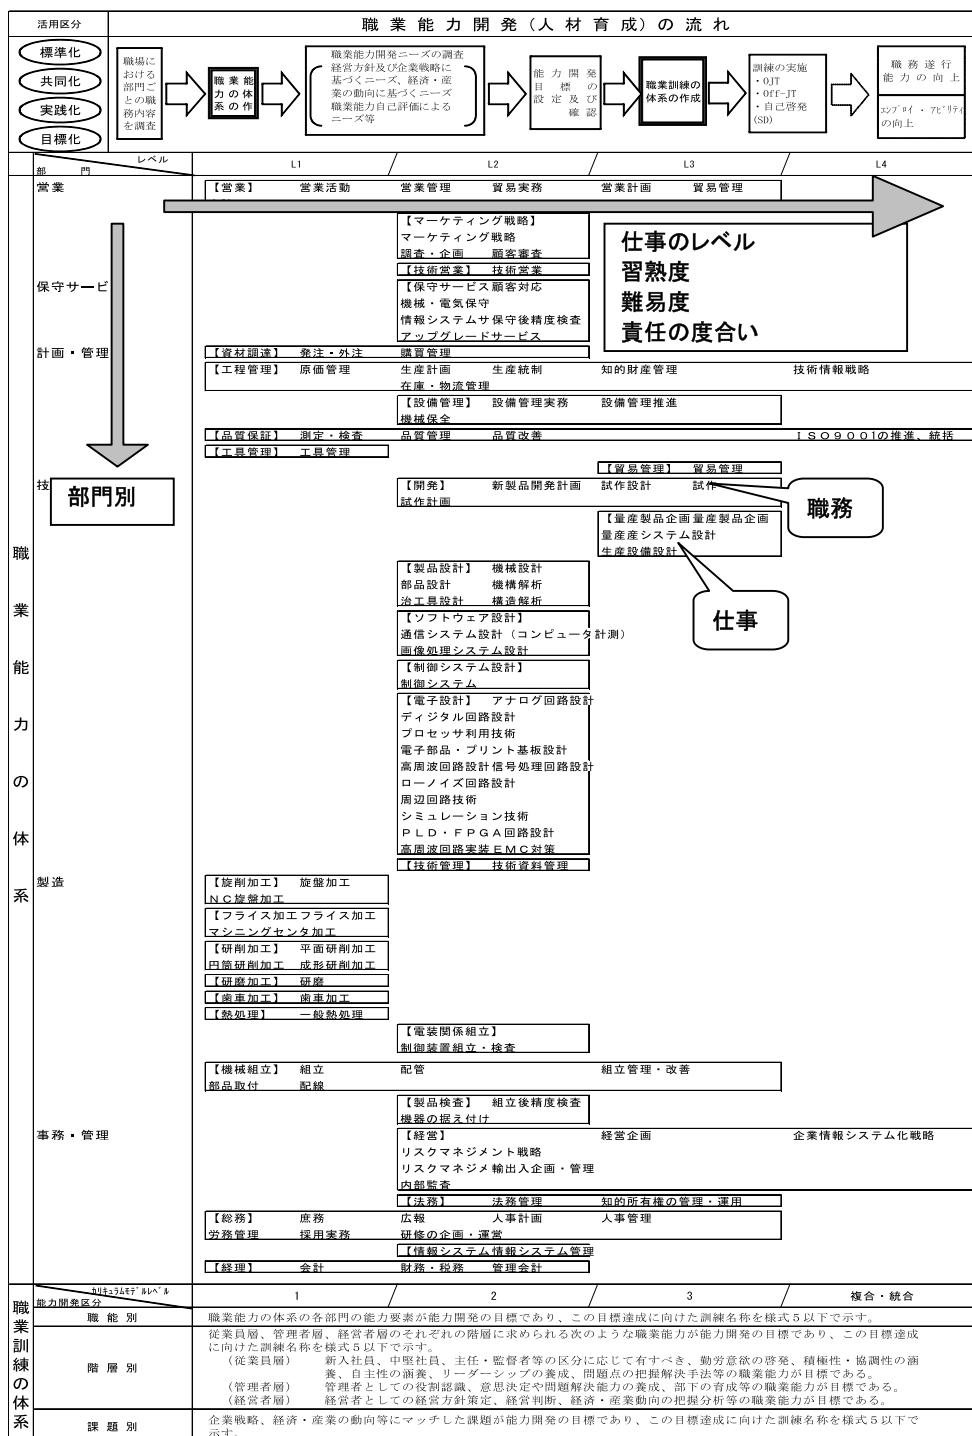 活用区分
職業能力開発(人材育成)の流れ
標準化
共同化
実践化
目標化
職場に
おける
部門ご
との職
務内容
を調査
職業能
力の体
系の作
職業能力開発ニーズの調査
経営方針及び企業戦略に
基づくニーズ、経済・産
業の動向に基づくニーズ
職業能力自己評価による
ニーズ等
能力開発
目標の
設定及び
確認
職業訓練の
体系の作成
訓練の実施
・OJT
・Off-JT
・自己啓発
(SD)
職務遂行
能力の向上
エンプロイ・アビリティ
の向上
レベル
部 門
L1
L2
L3
L4
営業
【営業】 営業活動 営業管理 貿易実務 営業計画 貿易管理
【マーケティング戦略】
マーケティング戦略
調査・企画 顧客審査
【技術営業】 技術営業
仕事のレベル
習熟度
難易度
責任の度合い
保守サービ
【保守サービス顧客対応
機械・電気保守
情報システムサ保守後精度検査
アップグレードサービス
計画・管理
【資材調達】 発注・外注 購買管理
【工程管理】 原価管理 生産計画 生産統制 知的財産管理 技術情報戦略
在庫・物流管理
【設備管理】 設備管理実務 設備管理推進
機械保全
【品質保証】 測定・検査 品質管理 品質改善 ISO9001の推進、統括
【工具管理】 工具管理
【貿易管理】 貿易管理
技
部門別
【開発】 新製品開発計画 試作設計 試作
試作計画
職務
【量産製品企画量産製品企画
量産産システム設計
生産設備設計
仕事
【製品設計】 機械設計
部品設計 機構解析
治工具設計 構造解析
【ソフトウェア設計】
通信システム設計(コンピュータ計測)
画像処理システム設計
【制御システム設計】
制御システム
【電子設計】 アナログ回路設計
ディジタル回路設計
プロセッサ利用技術
電子部品・プリント基板設計
高周波回路設計信号処理回路設計
ローノイズ回路設計
周辺回路技術
シミュレーション技術
PLD・FPGA回路設計
高周波回路実装EMC対策
【技術管理】 技術資料管理
職業能力の体系
製造
【旋削加工】 旋盤加工
NC旋盤加工
【フライス加工フライス加工
マシニングセンタ加工
【研削加工】 平面研削加工
円筒研削加工 成形研削加工
【研磨加工】 研磨
【歯車加工】 歯車加工
【熱処理】 一般熱処理
【電装関係組立】
制御装置組立・検査
【機械組立】 組立 配管 組立管理・改善
部品取付 配線
【製品検査】 組立後精度検査
機器の据え付け
事務・管理
【経営】 経営企画 企業情報システム化戦略
リスクマネジメント戦略
リスクマネジメ輸出入企画・管理
内部監査
【法務】 法務管理 知的所有権の管理・運用
【総務】 庶務 広報 人事計画 人事管理
労務管理 採用実務 研修の企画・運営
【情報システム情報システム管理
【経理】 会計 財務・税務 管理会計
職業訓練の体系
カリキュラムモデルレベル
能力開発区分
1
2
3
複合・統合
職能別
職業能力の体系の各部門の能力要素が能力開発の目標であり、この目標達成に向けた訓練名称を様式5以下で示す。
階層別
従業員層、管理者層、経営者層のそれぞれの階層に求められる次のような職業能力が能力開発の目標であり、この目標達成
に向けた訓練名称を様式5以下で示す。
(従業員層) 新入社員、中堅社員、主任・監督者等の区分に応じて有すべき、勤労意欲の啓発、積極性・協調性の涵
養、自主性の涵養、リーダーシップの養成、問題点の把握解決手法等の職業能力が目標である。
(管理者層) 管理者としての役割認識、意思決定や問題解決能力の養成、部下の育成等の職業能力が目標である。
(経営者層) 経営者としての経営方針策定、経営判断、経済・産業動向の把握分析等の職業能力が目標である。
課題別
企業戦略、経済・産業の動向等にマッチした課題が能力開発の目標であり、この目標達成に向けた訓練名称を様式5以下で
示す。